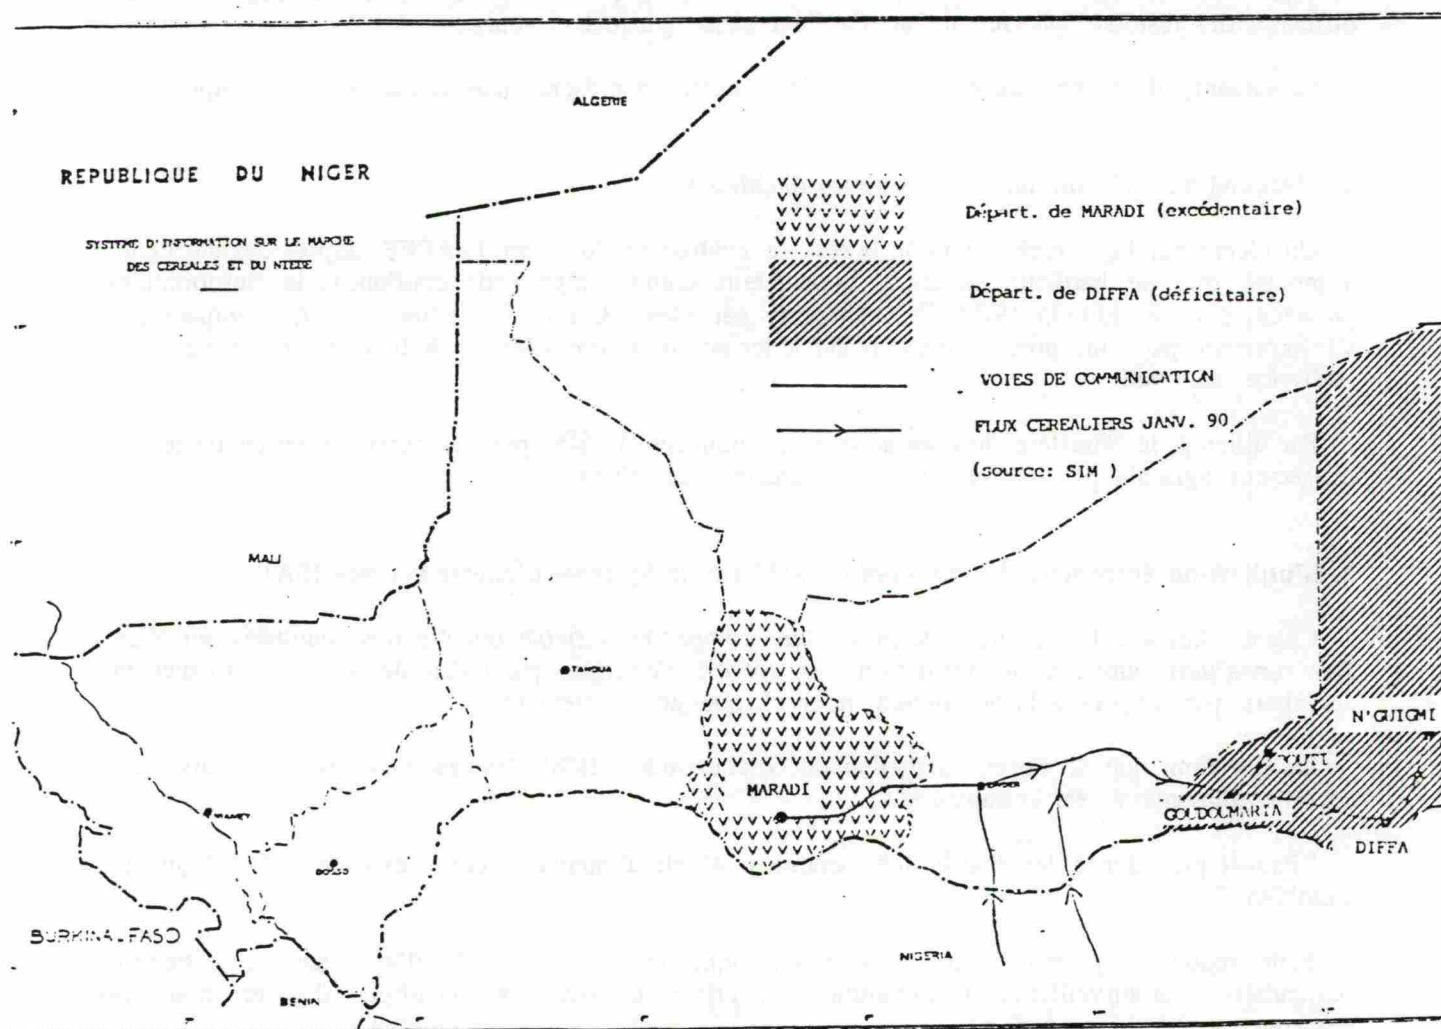 ALGERIE
REPUBLIQUE DU NIGER
SYSTEME D'INFORMATION SUR LE MARCHE
DES CEREALES ET DU NIEBE
Départ. de MARADI (excédentaire)
Départ. de DIFFA (déficitaire)
VOIES DE COMMUNICATION
FLUX CEREALIERS JANV. 90
(source: SIM )
MALI
TAHOUA
N'GUIGMI
MARADI
GOUDOUMARIA
DIFFA
DOSSO
BURKINA-FASO
NIGERIA
BENIN